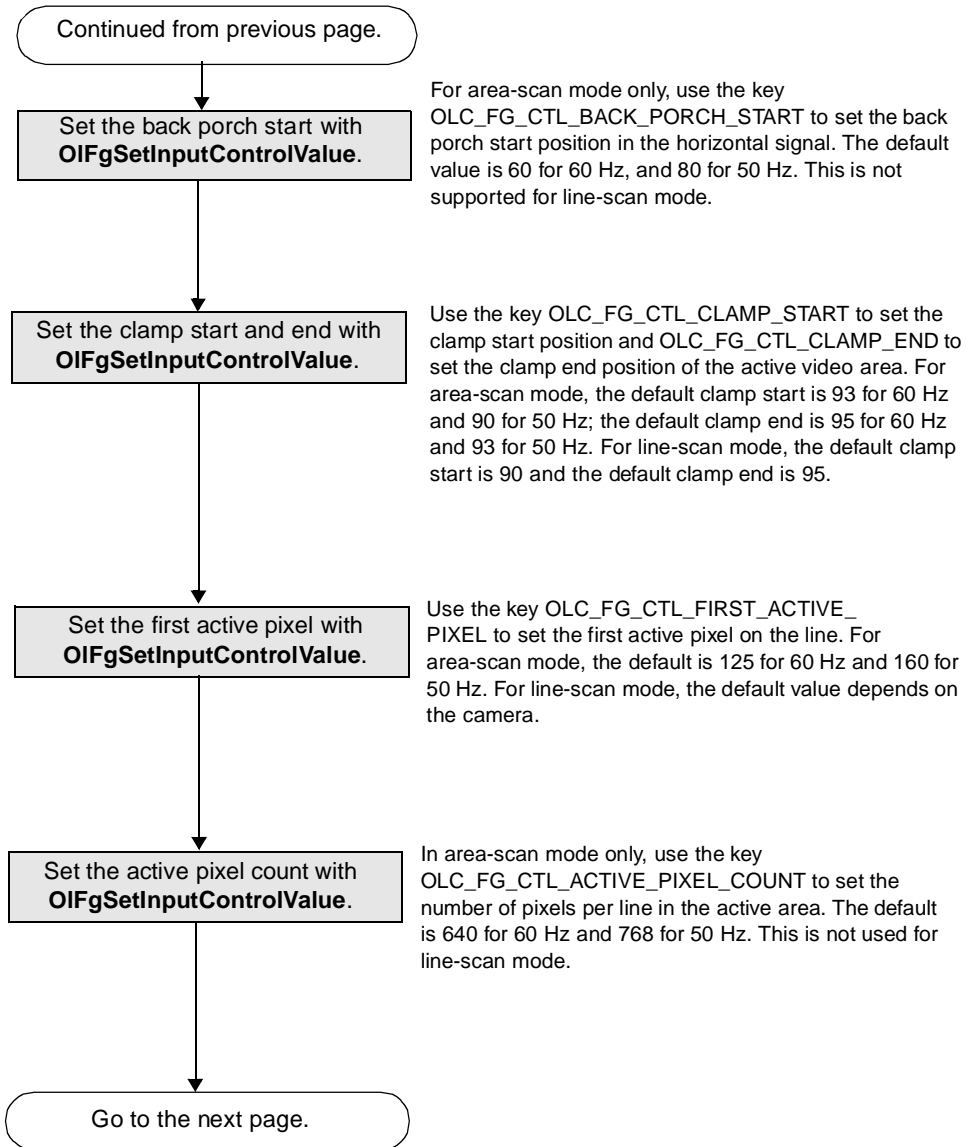 Continued from previous page.
Set the back porch start with
OlFgSetInputControlValue.
For area-scan mode only, use the key
OLC_FG_CTL_BACK_PORCH_START to set the back
porch start position in the horizontal signal. The default
value is 60 for 60 Hz, and 80 for 50 Hz. This is not
supported for line-scan mode.
Set the clamp start and end with
OlFgSetInputControlValue.
Use the key OLC_FG_CTL_CLAMP_START to set the
clamp start position and OLC_FG_CTL_CLAMP_END to
set the clamp end position of the active video area. For
area-scan mode, the default clamp start is 93 for 60 Hz
and 90 for 50 Hz; the default clamp end is 95 for 60 Hz
and 93 for 50 Hz. For line-scan mode, the default clamp
start is 90 and the default clamp end is 95.
Set the first active pixel with
OlFgSetInputControlValue.
Use the key OLC_FG_CTL_FIRST_ACTIVE_
PIXEL to set the first active pixel on the line. For
area-scan mode, the default is 125 for 60 Hz and 160 for
50 Hz. For line-scan mode, the default value depends on
the camera.
Set the active pixel count with
OlFgSetInputControlValue.
In area-scan mode only, use the key
OLC_FG_CTL_ACTIVE_PIXEL_COUNT to set the
number of pixels per line in the active area. The default
is 640 for 60 Hz and 768 for 50 Hz. This is not used for
line-scan mode.
Go to the next page.